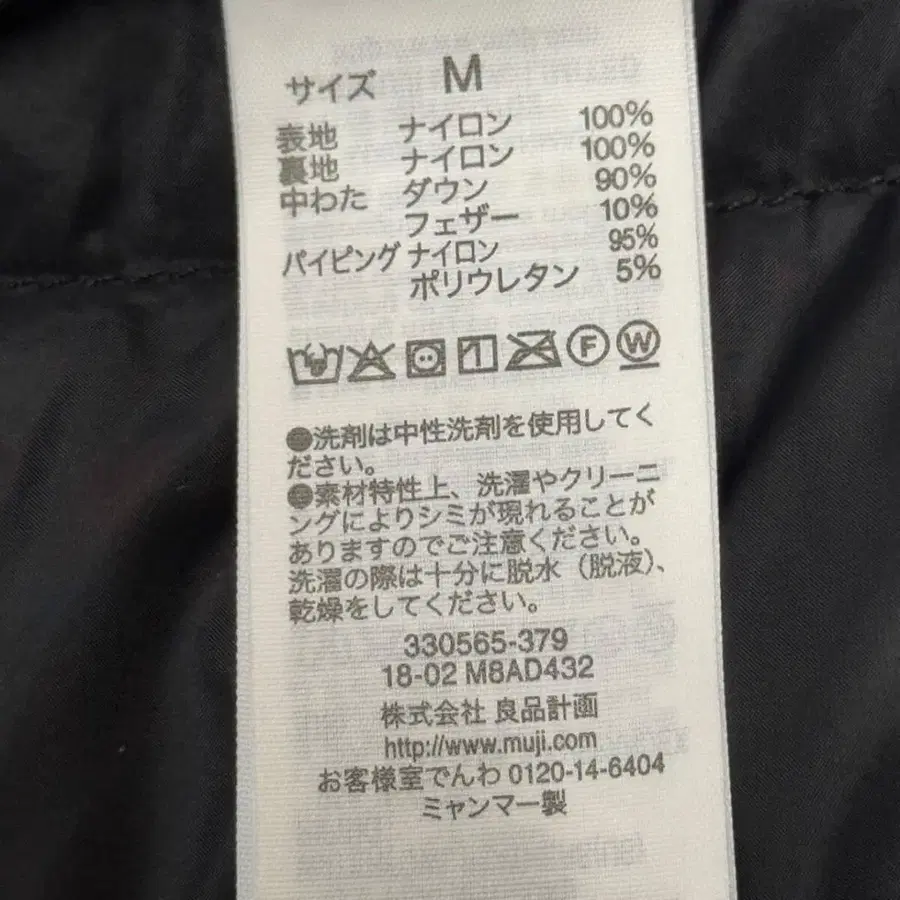 サイズ M
表地 ナイロン 100%
裏地 ナイロン 100%
中わた ダウン 90%
フェザー 10%
パイピング ナイロン 95%
ポリウレタン 5%
F W
●洗剤は中性洗剤を使用してく
ださい。
●素材特性上、洗濯やクリーニ
ングによりシミが現れることが
ありますのでご注意ください。
洗濯の際は十分に脱水（脱液）、
乾燥をしてください。
330565-379
18-02 M8AD432
株式会社 良品計画
http://www.muji.com
お客様室でんわ 0120-14-6404
ミャンマー製